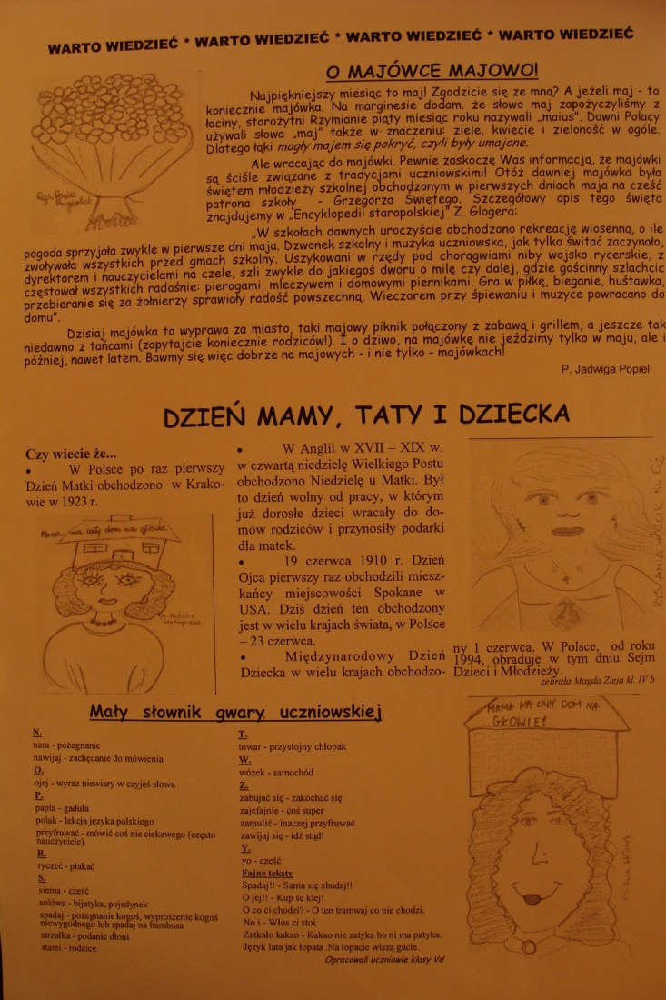 WARTO WIEDZIEĆ * WARTO WIEDZIEĆ * WARTO WIEDZIEĆ * WARTO WIEDZIEĆ
O MAJÓWCE MAJOWO!
Najpiękniejszy miesiąc to maj! Zgodzicie się ze mną? A jeżeli maj - to
koniecznie majówka. Na marginesie dodam, że słowo maj zapożyczyliśmy z
łaciny, starożytni Rzymianie piąty miesiąc roku nazywali „maius". Dawni Polacy
używali słowa „maj" także w znaczeniu: ziele, kwiecie i zieloność w ogóle.
Dlatego łąki mogły majem się pokryć, czyli były umajone.
Ale wracając do majówki. Pewnie zaskoczę Was informacją, że majówki
są ściśle związane z tradycjami uczniowskimi! Otóż dawniej majówka była
świętem młodzieży szkolnej obchodzonym w pierwszych dniach maja na cześć
patrona szkoły - Grzegorza Świętego. Szczegółowy opis tego święta
znajdujemy w „Encyklopedii staropolskiej" Z. Glogera:
„W szkołach dawnych uroczyście obchodzono rekreację wiosenną, o ile
pogoda sprzyjała zwykle w pierwsze dni maja. Dzwonek szkolny i muzyka uczniowska, jak tylko świtać zaczynało,
zwoływała wszystkich przed gmach szkolny. Uszykowani w rzędy pod chorągwiami niby wojsko rycerskie, z
dyrektorem i nauczycielami na czele, szli zwykle do jakiegoś dworu o milę czy dalej, gdzie gościnny szlachcic
częstował wszystkich radośnie: pierogami, mleczywem i domowymi piernikami. Gra w piłkę, bieganie, huśtawka,
przebieranie się za żołnierzy sprawiały radość powszechną. Wieczorem przy śpiewaniu i muzyce powracano do
domu".
Dzisiaj majówka to wyprawa za miasto, taki majowy piknik połączony z zabawą i grillem, a jeszcze tak
niedawno z tańcami (zapytajcie koniecznie rodziców!). I o dziwo, na majówkę nie jeździmy tylko w maju, ale i
później, nawet latem. Bawmy się więc dobrze na majowych - i nie tylko - majówkach!
P. Jadwiga Popiel
DZIEŃ MAMY, TATY I DZIECKA
Czy wiecie że...
• W Polsce po raz pierwszy
Dzień Matki obchodzono w Krako-
wie w 1923 r.
Mama ma cały dom na głowie
• W Anglii w XVII – XIX w.
w czwartą niedzielę Wielkiego Postu
obchodzono Niedzielę u Matki. Był
to dzień wolny od pracy, w którym
już dorosłe dzieci wracały do do-
mów rodziców i przynosiły podarki
dla matek.
• 19 czerwca 1910 r. Dzień
Ojca pierwszy raz obchodzili miesz-
kańcy miejscowości Spokane w
USA. Dziś dzień ten obchodzony
jest w wielu krajach świata, w Polsce
– 23 czerwca.
• Międzynarodowy Dzień
Dziecka w wielu krajach obchodzo-
ny 1 czerwca. W Polsce, od roku
1994, obraduje w tym dniu Sejm
Dzieci i Młodzieży.
zebrała Magda Zieja kl. IV b
Mały słownik gwary uczniowskiej
N.
nara - pożegnanie
nawijaj - zachęcanie do mówienia
O.
ojej - wyraz niewiary w czyjeś słowa
P.
papla - gaduła
polak - lekcja języka polskiego
przyfruwać - mówić coś nie ciekawego (często
nauczyciele)
R.
ryczeć - płakać
S.
siema - cześć
solówa - bijatyka, pojedynek
spadaj - pożegnanie kogoś, wyproszenie kogoś
niewygodnego lub spadaj na bambusa
strzałka - podanie dłoni
starsi - rodzice
T.
towar - przystojny chłopak
W.
wózek - samochód
Z.
zabujać się - zakochać się
zajefajnie - coś super
zamulić - inaczej przyfruwać
zawijaj się - idź stąd!
Y.
yo - cześć
Fajne teksty
Spadaj!! - Sama się zbadaj!!
O jej!! - Kup se klej!
O co ci chodzi? - O ten tramwaj co nie chodzi.
No i - Włos ci stoi.
Zatkało kakao - Kakao nie zatyka bo ni ma patyka.
Język lata jak łopata .Na łopacie wiszą gacie.
Opracowali uczniowie klasy Vd
MAMA MA CAŁY DOM NA
GŁOWIE!